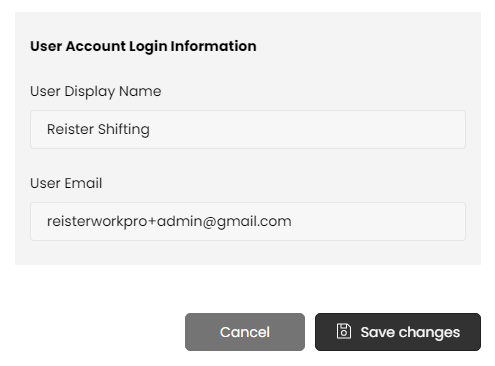 User Account Login Information
User Display Name
Reister Shifting
User Email
reisterworkpro+admin@gmail.com
Cancel
Save changes